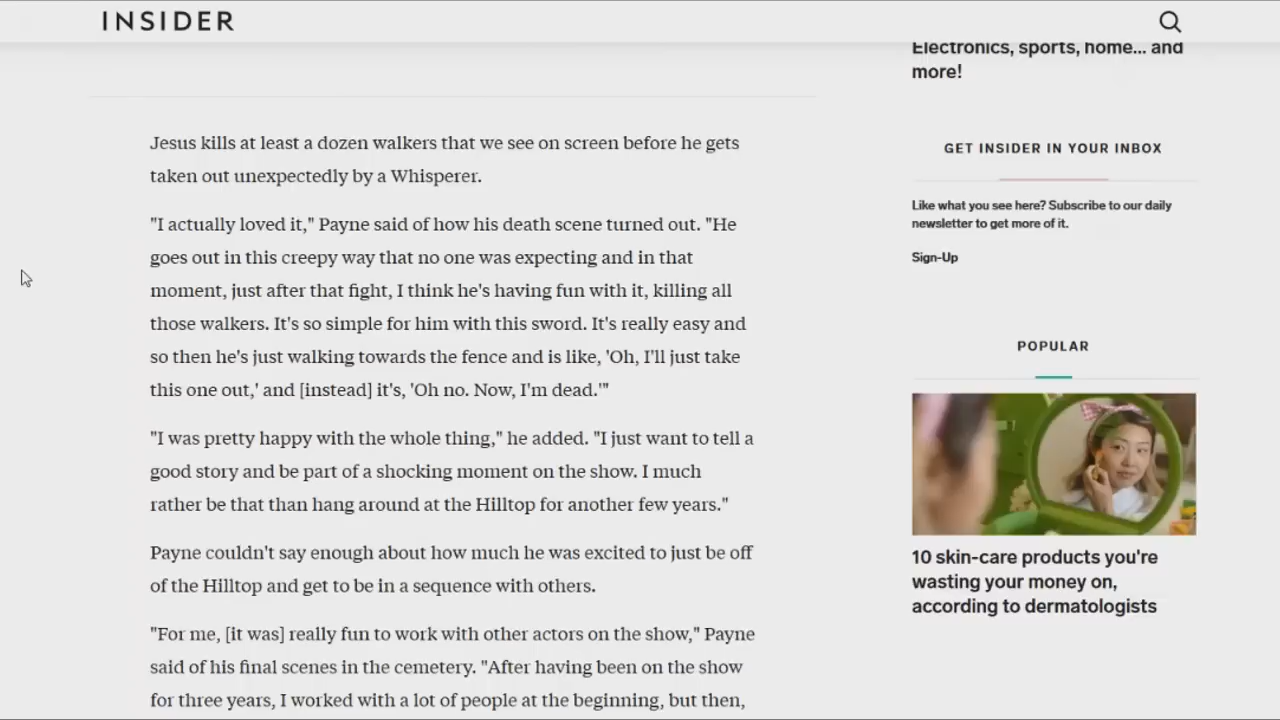 INSIDER
Jesus kills at least a dozen walkers that we see on screen before he gets
taken out unexpectedly by a Whisperer.
"I actually loved it," Payne said of how his death scene turned out. "He
goes out in this creepy way that no one was expecting and in that
moment, just after that fight, I think he's having fun with it, killing all
those walkers. It's so simple for him with this sword. It's really easy and
so then he's just walking towards the fence and is like, 'Oh, I'll just take
this one out,' and [instead] it's, 'Oh no. Now, I'm dead.'"
"I was pretty happy with the whole thing," he added. "I just want to tell a
good story and be part of a shocking moment on the show. I much
rather be that than hang around at the Hilltop for another few years."
Payne couldn't say enough about how much he was excited to just be off
of the Hilltop and get to be in a sequence with others.
"For me, [it was] really fun to work with other actors on the show," Payne
said of his final scenes in the cemetery. "After having been on the show
for three years, I worked with a lot of people at the beginning, but then,
Electronics, sports, home... and
more!
GET INSIDER IN YOUR INBOX
Like what you see here? Subscribe to our daily
newsletter to get more of it.
Sign-Up
POPULAR
10 skin-care products you're
wasting your money on,
according to dermatologists